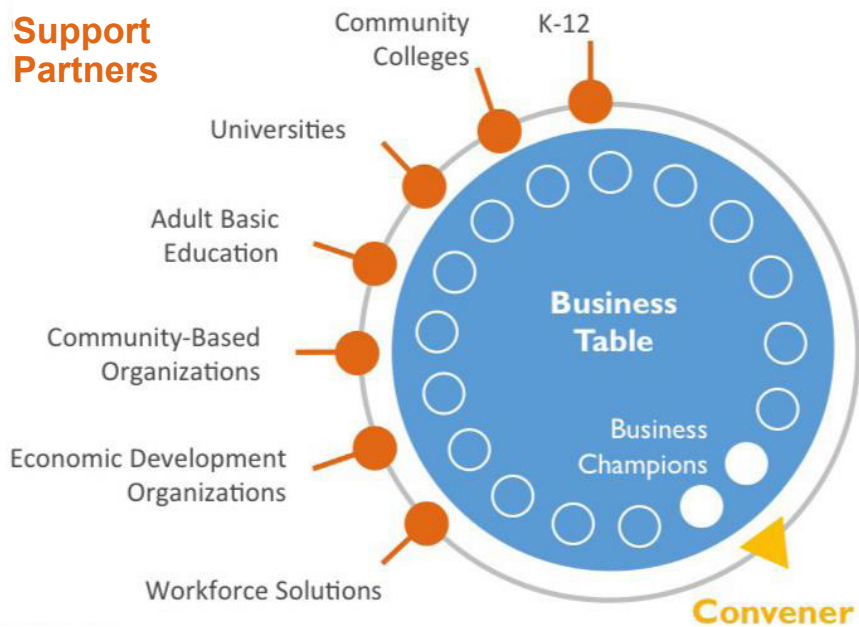 Support
Partners
Community
Colleges
K-12
Universities
Adult Basic
Education
Community-Based
Organizations
Economic Development
Organizations
Workforce Solutions
Business
Table
Business
Champions
Convener